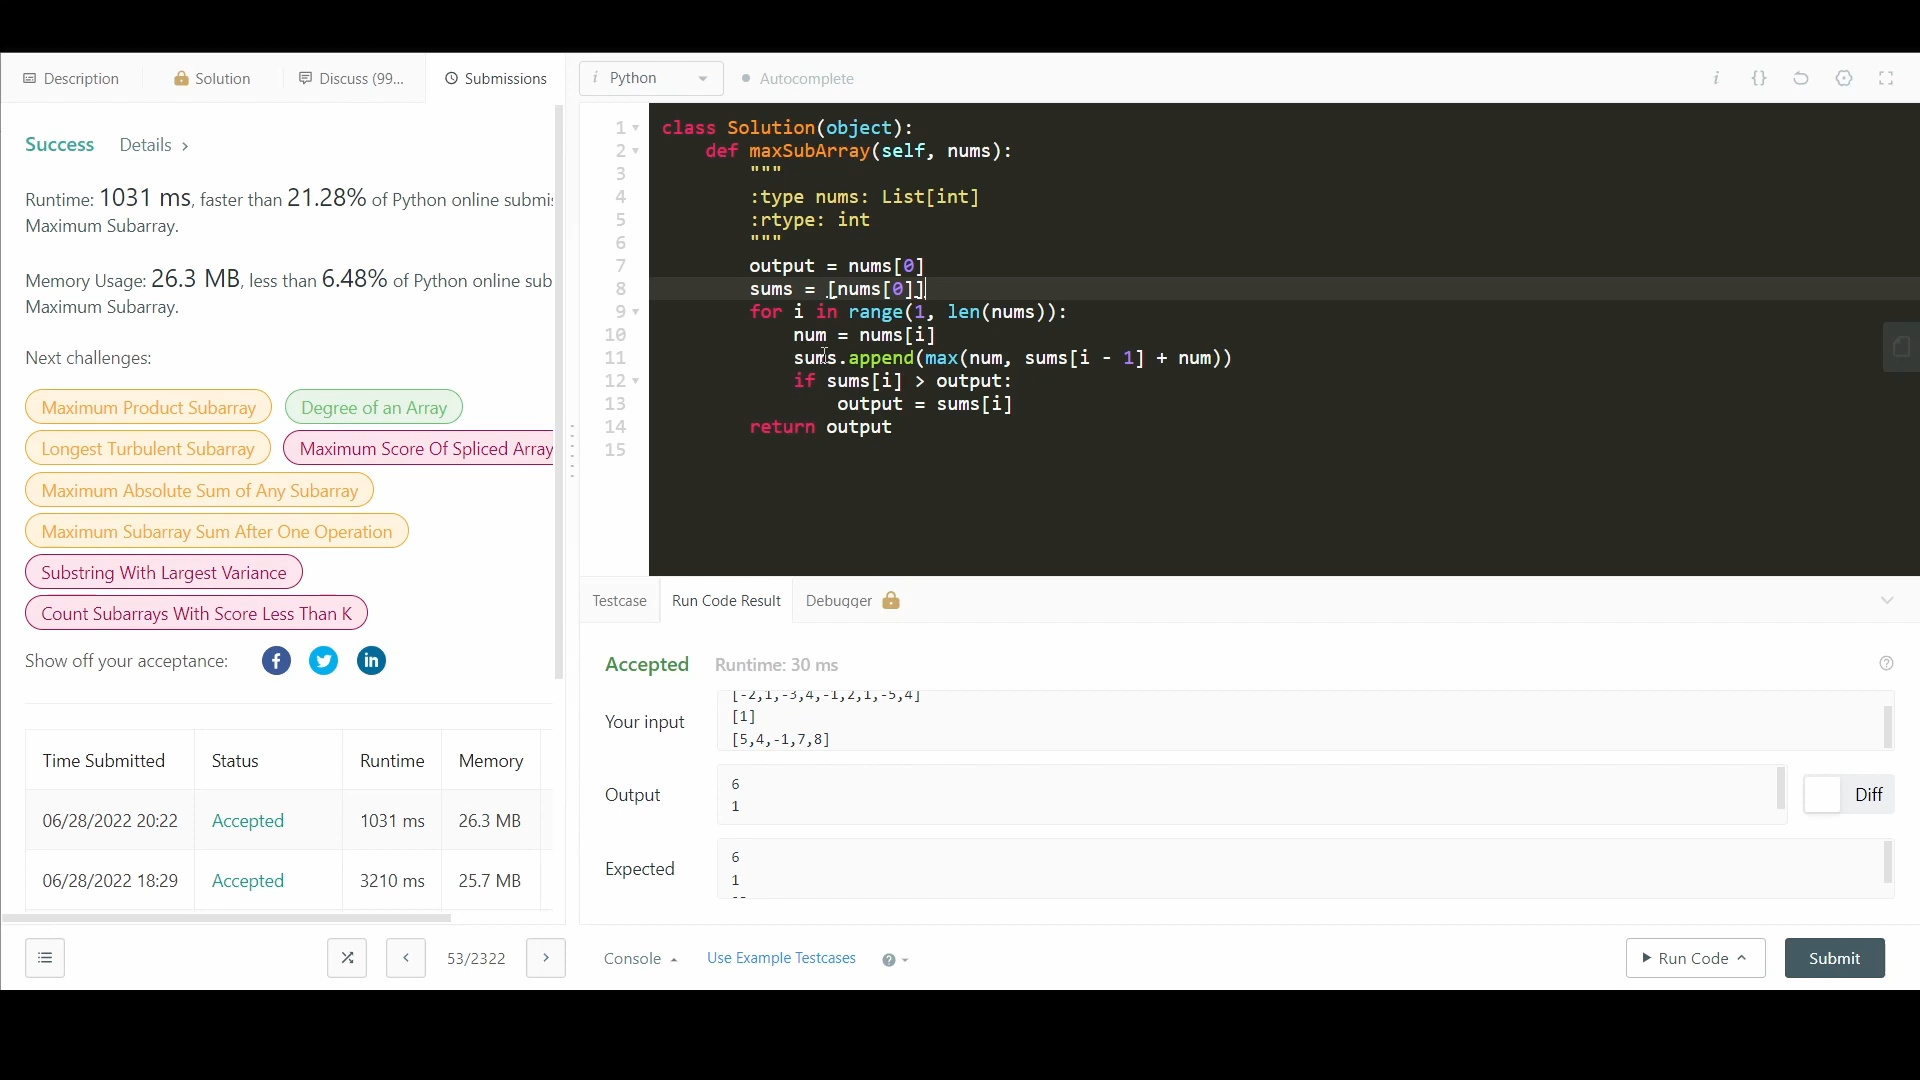 Description
Solution
Discuss (99...
Submissions
i Python
Autocomplete
Success
Details >
Runtime: 1031 ms, faster than 21.28% of Python online submis
Maximum Subarray.
Memory Usage: 26.3 MB, less than 6.48% of Python online sub
Maximum Subarray.
Next challenges:
Maximum Product Subarray
Degree of an Array
Longest Turbulent Subarray
Maximum Score Of Spliced Array
Maximum Absolute Sum of Any Subarray
Maximum Subarray Sum After One Operation
Substring With Largest Variance
Count Subarrays With Score Less Than K
Show off your acceptance:
Time Submitted Status Runtime Memory
06/28/2022 20:22 Accepted 1031 ms 26.3 MB
06/28/2022 18:29 Accepted 3210 ms 25.7 MB
53/2322
1 class Solution(object):
2 def maxSubArray(self, nums):
3 """
4 :type nums: List[int]
5 :rtype: int
6 """
7 output = nums[0]
8 sums = [nums[0]]
9 for i in range(1, len(nums)):
10 num = nums[i]
11 sums.append(max(num, sums[i - 1] + num))
12 if sums[i] > output:
13 output = sums[i]
14 return output
15
Testcase
Run Code Result
Debugger
Accepted
Runtime: 30 ms
Your input
[-2,1,-3,4,-1,2,1,-5,4]
[1]
[5,4,-1,7,8]
Output
6
1
Diff
Expected
6
1
Console
Use Example Testcases
Run Code
Submit